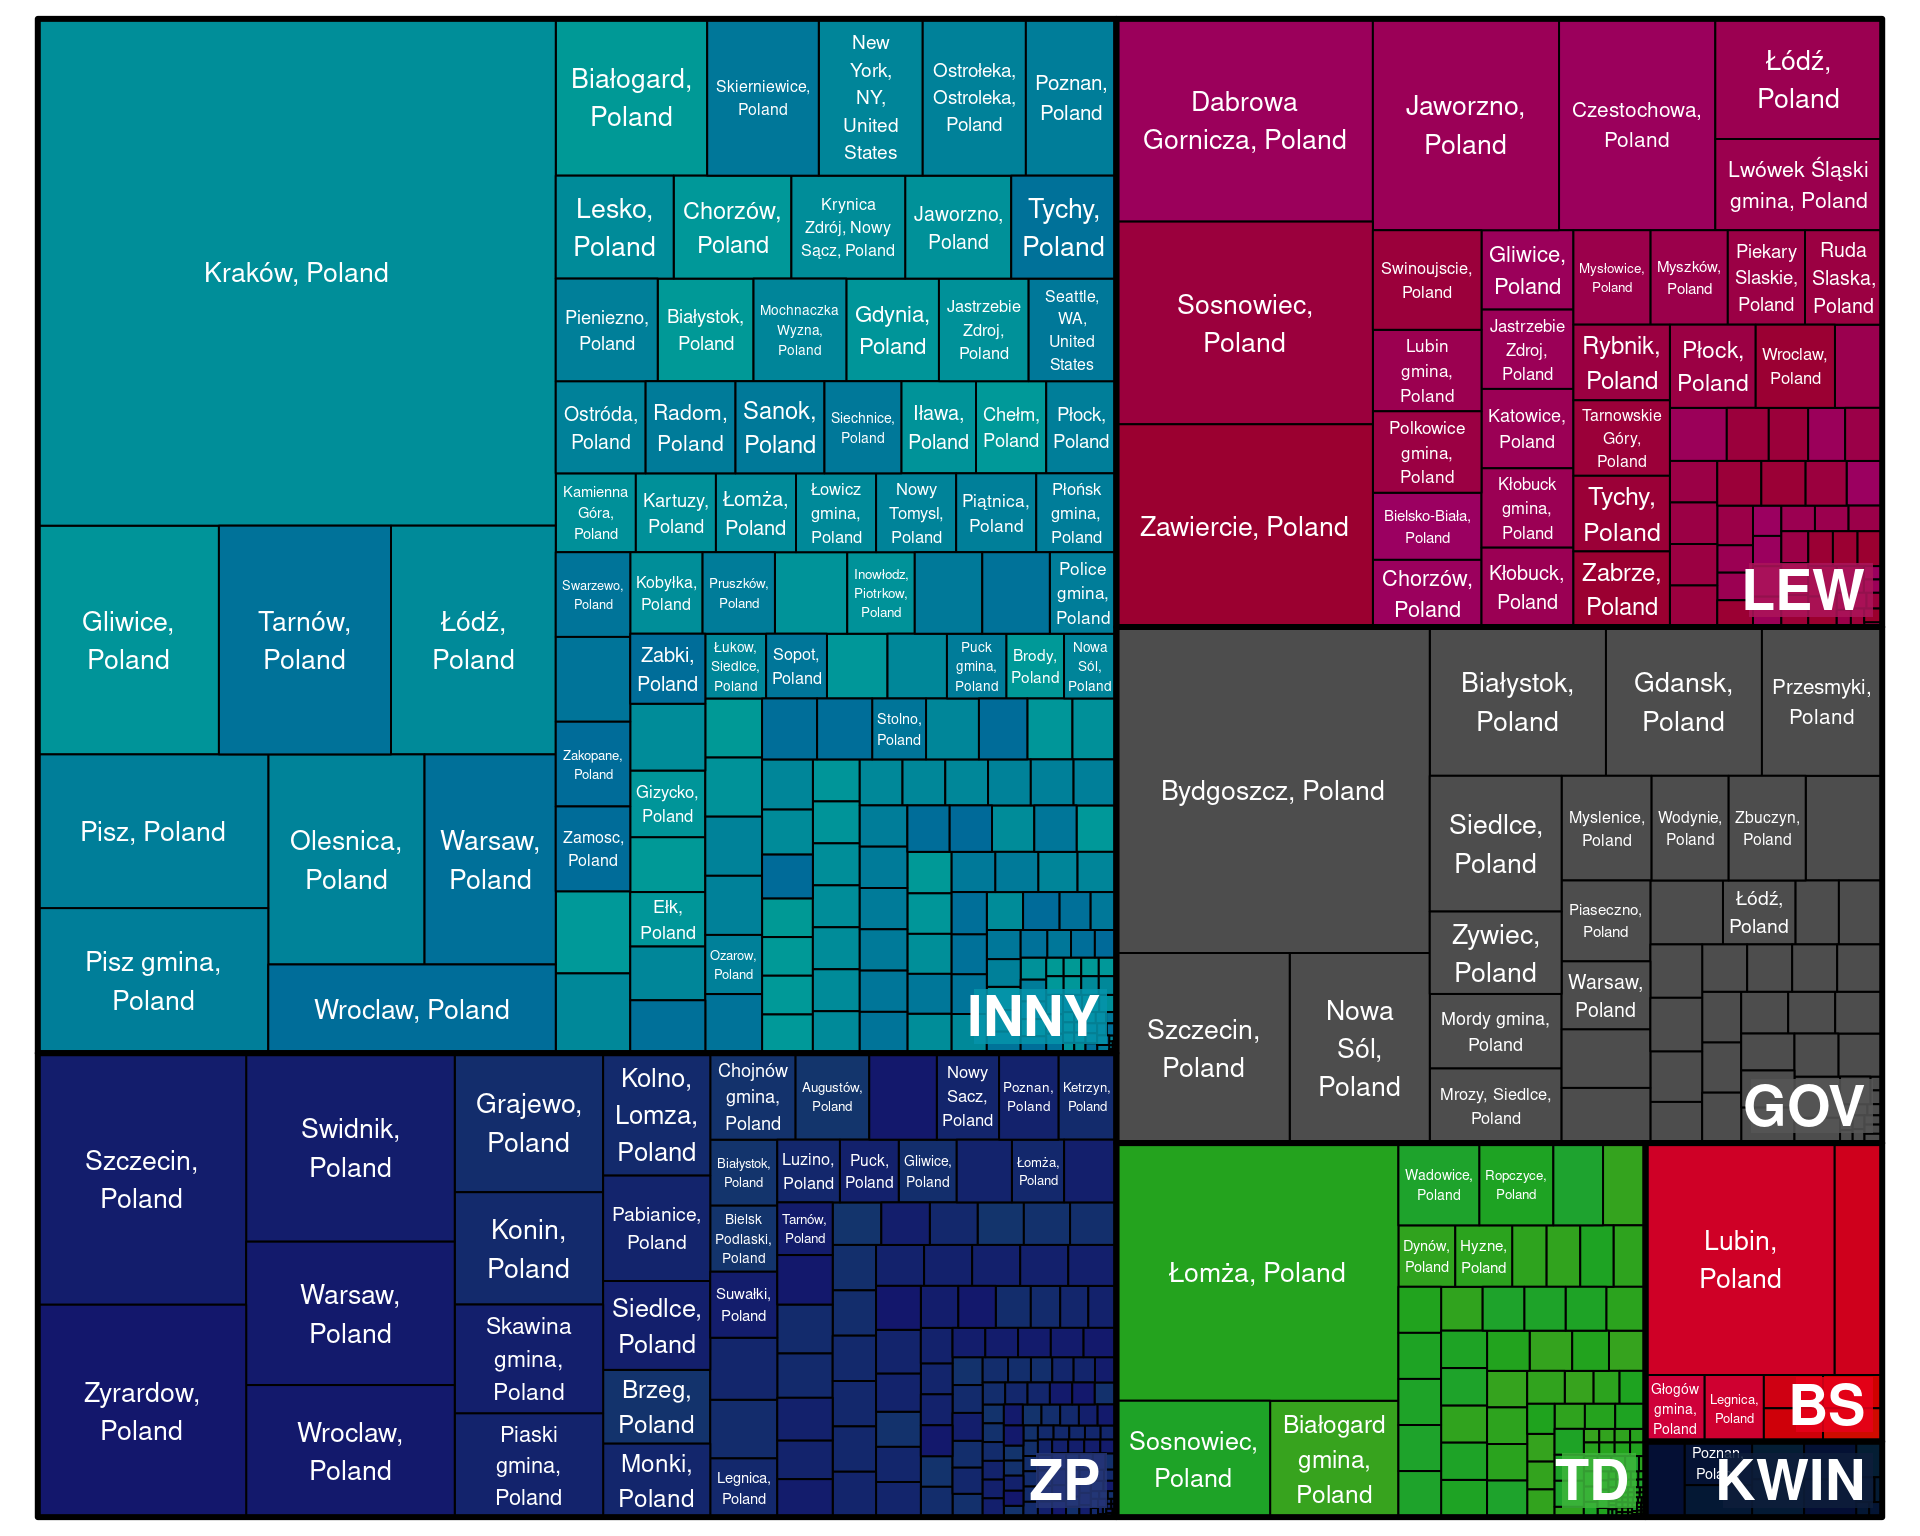 Kraków, Poland
Gliwice,
Poland
Tarnów,
Poland
Łódź,
Poland
Pisz, Poland
Pisz gmina,
Poland
Olesnica,
Poland
Warsaw,
Poland
Wroclaw, Poland
Białogard,
Poland
Skierniewice,
Poland
New
York,
NY,
United
States
Ostrołeka,
Ostroleka,
Poland
Poznan,
Poland
Lesko,
Poland
Chorzów,
Poland
Krynica
Zdrój, Nowy
Sącz, Poland
Jaworzno,
Poland
Tychy,
Poland
Pieniezno,
Poland
Białystok,
Poland
Mochnaczka
Wyzna,
Poland
Gdynia,
Poland
Jastrzebie
Zdroj,
Poland
Seattle,
WA,
United
States
Ostróda,
Poland
Radom,
Poland
Sanok,
Poland
Siechnice,
Poland
Iława,
Poland
Chełm,
Poland
Płock,
Poland
Kamienna
Góra,
Poland
Kartuzy,
Poland
Łomża,
Poland
Łowicz
gmina,
Poland
Nowy
Tomysl,
Poland
Piątnica,
Poland
Płońsk
gmina,
Poland
Swarzewo,
Poland
Kobyłka,
Poland
Pruszków,
Poland
Inowłodz,
Piotrkow,
Poland
Police
gmina,
Poland
Zabki,
Poland
Łukow,
Siedlce,
Poland
Sopot,
Poland
Puck
gmina,
Poland
Brody,
Poland
Nowa
Sól,
Poland
Stolno,
Poland
Zakopane,
Poland
Gizycko,
Poland
Zamosc,
Poland
Ełk,
Poland
Ozarow,
Poland
INNY
Dabrowa
Gornicza, Poland
Sosnowiec,
Poland
Zawiercie, Poland
Jaworzno,
Poland
Czestochowa,
Poland
Łódź,
Poland
Lwówek Śląski
gmina, Poland
Swinoujscie,
Poland
Lubin
gmina,
Poland
Polkowice
gmina,
Poland
Bielsko-Biała,
Poland
Chorzów,
Poland
Gliwice,
Poland
Jastrzebie
Zdroj,
Poland
Katowice,
Poland
Kłobuck
gmina,
Poland
Kłobuck,
Poland
Mysłowice,
Poland
Myszków,
Poland
Piekary
Slaskie,
Poland
Ruda
Slaska,
Poland
Rybnik,
Poland
Tarnowskie
Góry,
Poland
Tychy,
Poland
Zabrze,
Poland
Płock,
Poland
Wroclaw,
Poland
LEW
Bydgoszcz, Poland
Szczecin,
Poland
Nowa
Sól,
Poland
Białystok,
Poland
Gdansk,
Poland
Przesmyki,
Poland
Siedlce,
Poland
Zywiec,
Poland
Mordy gmina,
Poland
Mrozy, Siedlce,
Poland
Myslenice,
Poland
Wodynie,
Poland
Zbuczyn,
Poland
Piaseczno,
Poland
Łódź,
Poland
Warsaw,
Poland
GOV
Szczecin,
Poland
Zyrardow,
Poland
Swidnik,
Poland
Warsaw,
Poland
Wroclaw,
Poland
Grajewo,
Poland
Konin,
Poland
Skawina
gmina,
Poland
Piaski
gmina,
Poland
Kolno,
Lomza,
Poland
Pabianice,
Poland
Siedlce,
Poland
Brzeg,
Poland
Monki,
Poland
Chojnów
gmina,
Poland
Augustów,
Poland
Nowy
Sacz,
Poland
Poznan,
Poland
Ketrzyn,
Poland
Białystok,
Poland
Luzino,
Poland
Puck,
Poland
Gliwice,
Poland
Łomża,
Poland
Bielsk
Podlaski,
Poland
Tarnów,
Poland
Suwałki,
Poland
Legnica,
Poland
ZP
Łomża, Poland
Sosnowiec,
Poland
Białogard
gmina,
Poland
Wadowice,
Poland
Ropczyce,
Poland
Dynów,
Poland
Hyzne,
Poland
TD
Lubin,
Poland
Głogów
gmina,
Poland
Legnica,
Poland
BS
Poznan,
KWIN